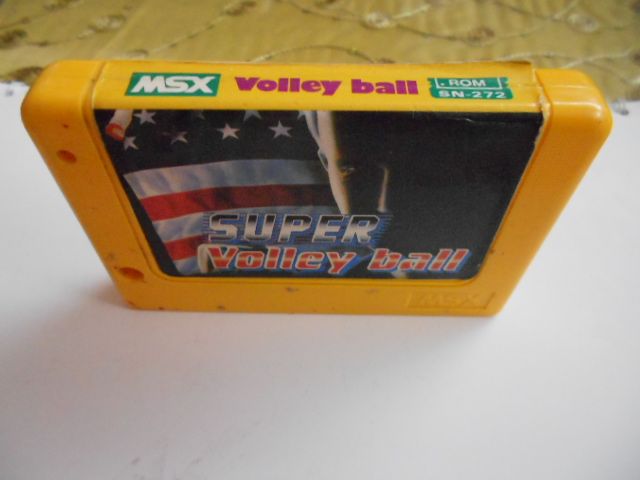 MSX Volley ball .ROM
SN-272
SUPER
Volley ball
MSX